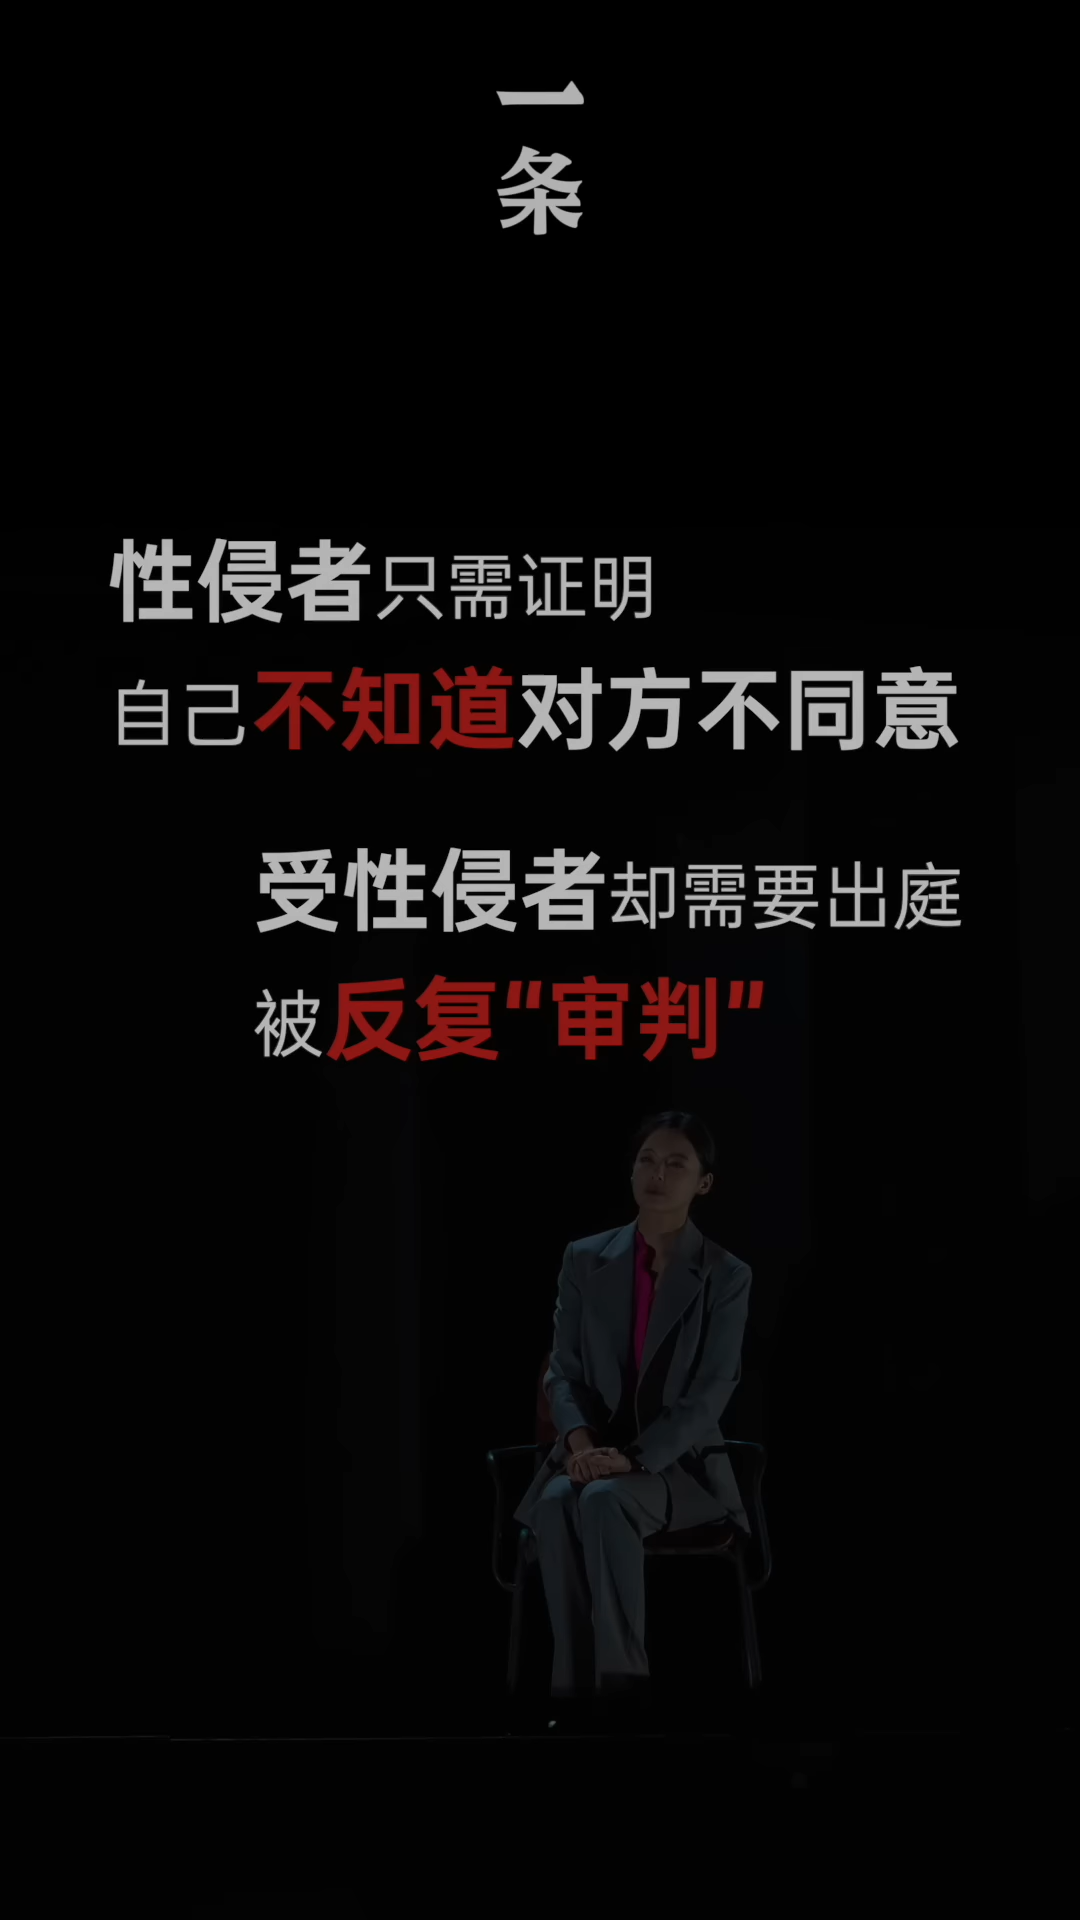 一条
性侵者只需证明
自己不知道对方不同意
受性侵者却需要出庭
被反复“审判”